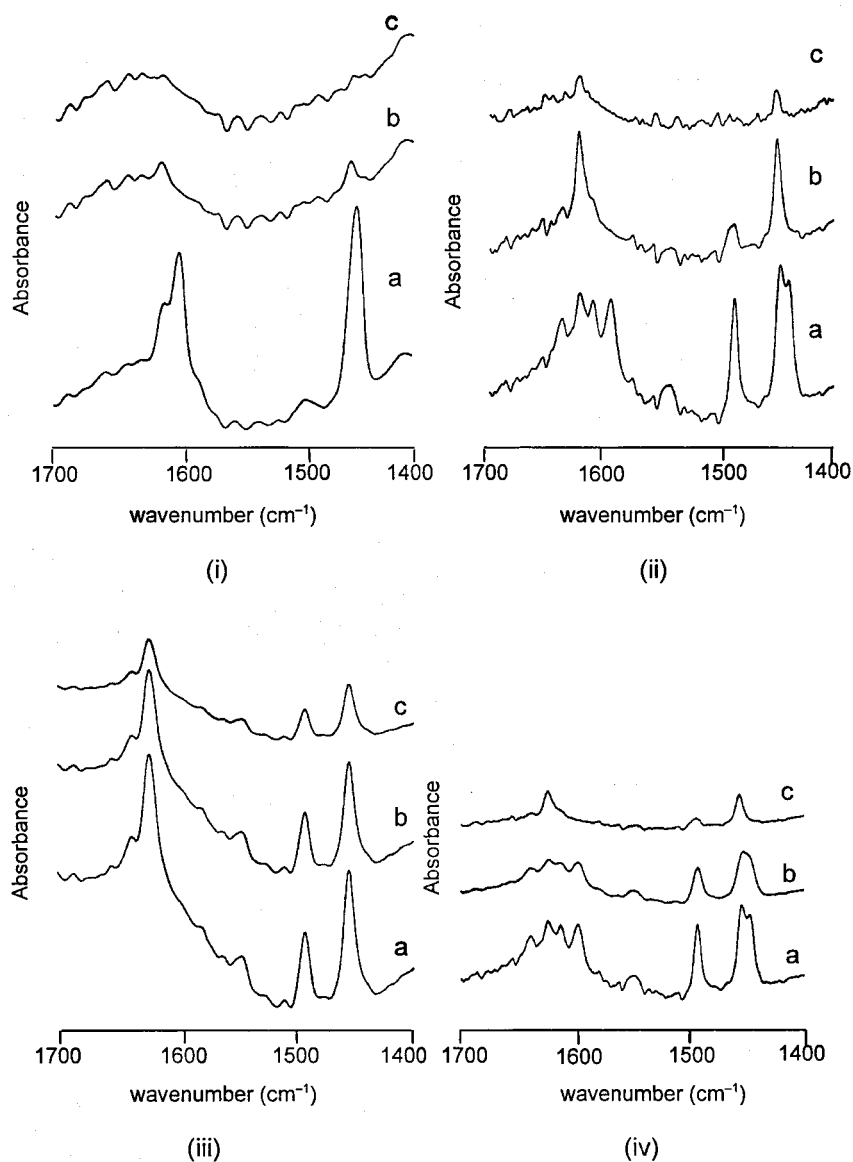 c
b
a
Absorbance
1700 1600 1500 1400
wavenumber (cm⁻¹)
(i)
c
b
a
Absorbance
1700 1600 1500 1400
wavenumber (cm⁻¹)
(ii)
c
b
a
Absorbance
1700 1600 1500 1400
wavenumber (cm⁻¹)
(iii)
c
b
a
Absorbance
1700 1600 1500 1400
wavenumber (cm⁻¹)
(iv)